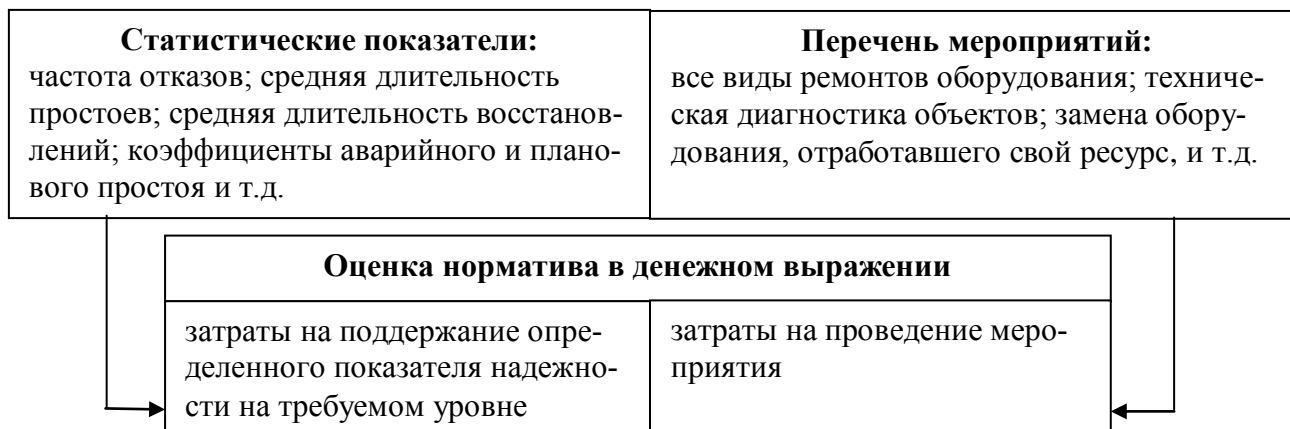 Статистические показатели:
частота отказов; средняя длительность
простоев; средняя длительность восстанов-
лений; коэффициенты аварийного и плано-
вого простоя и т.д.
Перечень мероприятий:
все виды ремонтов оборудования; техниче-
ская диагностика объектов; замена обору-
дования, отработавшего свой ресурс, и т.д.
Оценка норматива в денежном выражении
затраты на поддержание опре-
деленного показателя надежно-
сти на требуемом уровне
затраты на проведение меро-
приятия